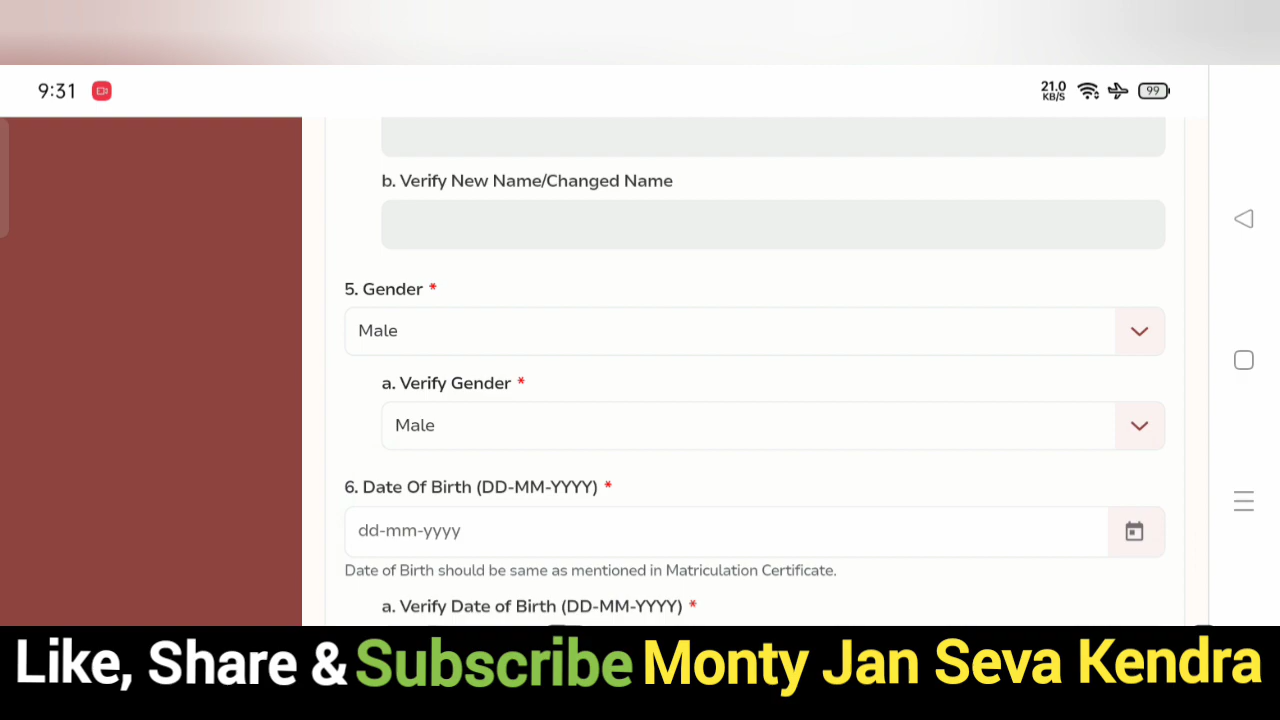 9:31
21.0
KB/S
99
b. Verify New Name/Changed Name
5. Gender *
Male
a. Verify Gender *
Male
6. Date Of Birth (DD-MM-YYYY) *
dd-mm-yyyy
Date of Birth should be same as mentioned in Matriculation Certificate.
a. Verify Date of Birth (DD-MM-YYYY) *
Like, Share & Subscribe Monty Jan Seva Kendra